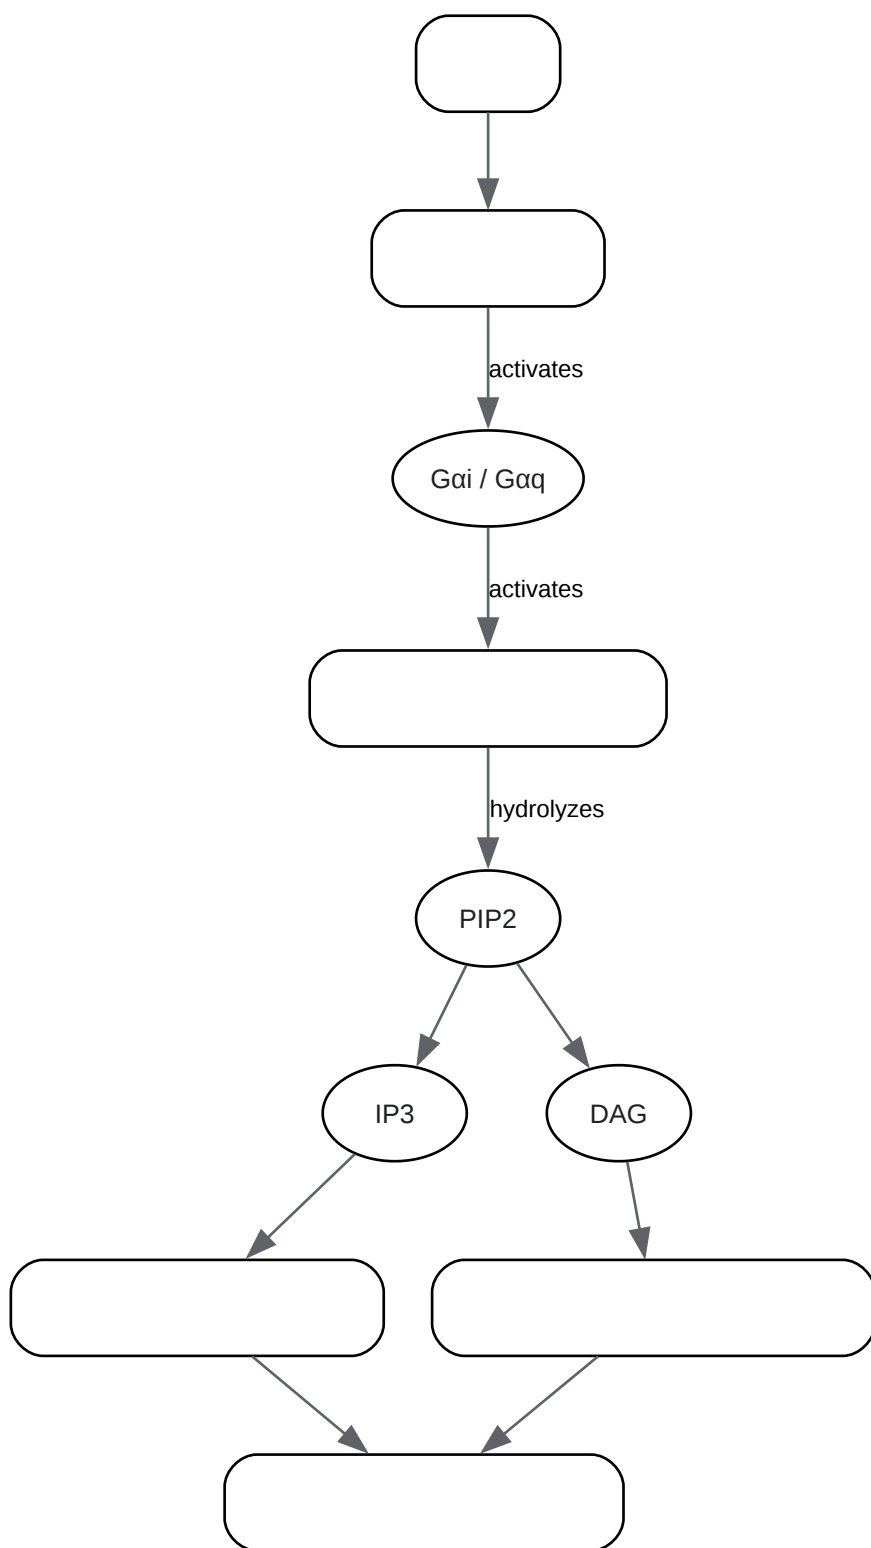 activates
Gαi / Gαq
activates
hydrolyzes
PIP2
IP3
DAG